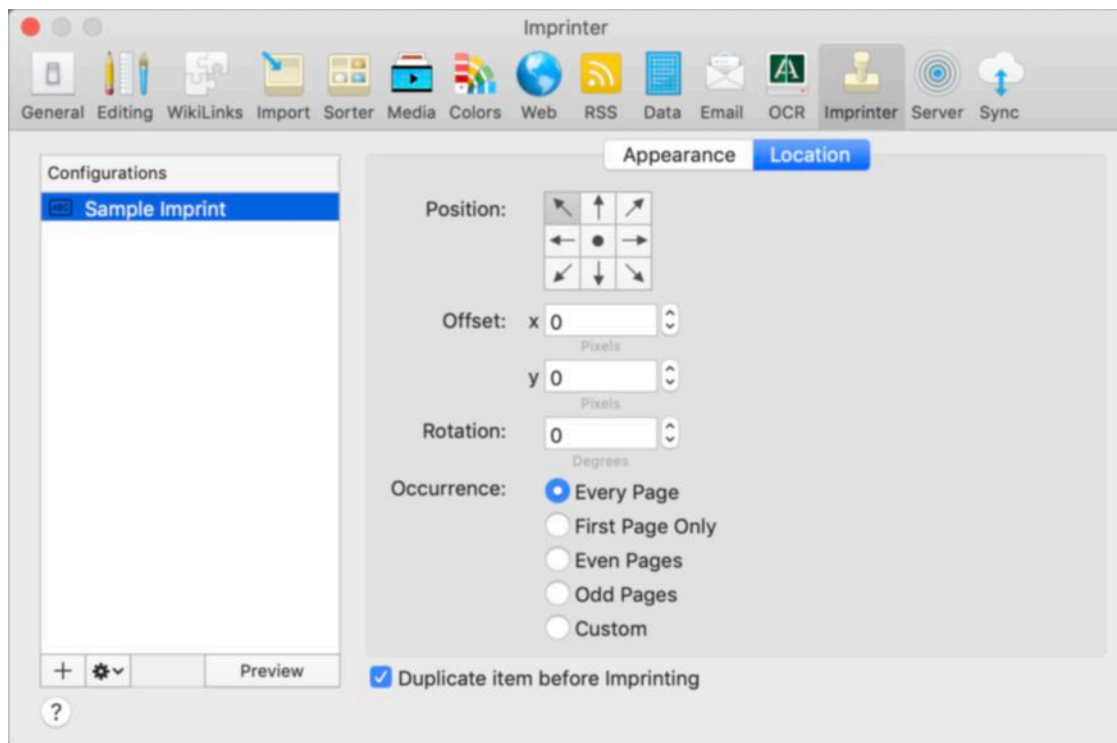 Imprinter
General Editing WikiLinks Import Sorter Media Colors Web RSS Data Email OCR Imprinter Server Sync
Appearance Location
Configurations
ABC Sample Imprint
Position:
Offset: x 0
Pixels
y 0
Pixels
Rotation: 0
Degrees
Occurrence: Every Page
First Page Only
Even Pages
Odd Pages
Custom
+ Preview
Duplicate item before Imprinting
?